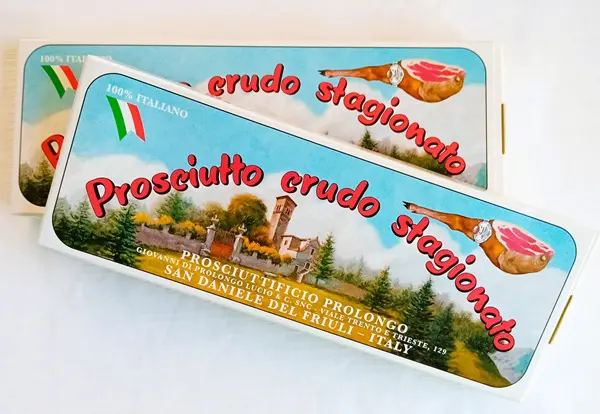 100% ITALIANO
crudo stagionato
100% ITALIANO
Prosciutto crudo stagionato
PROSCIUTTIFICIO PROLONGO
GIOVANNI DI PROLONGO LUCIO & G. SNC - VIALE TRENTO E TRIESTE, 129
SAN DANIELE DEL FRIULI - ITALY